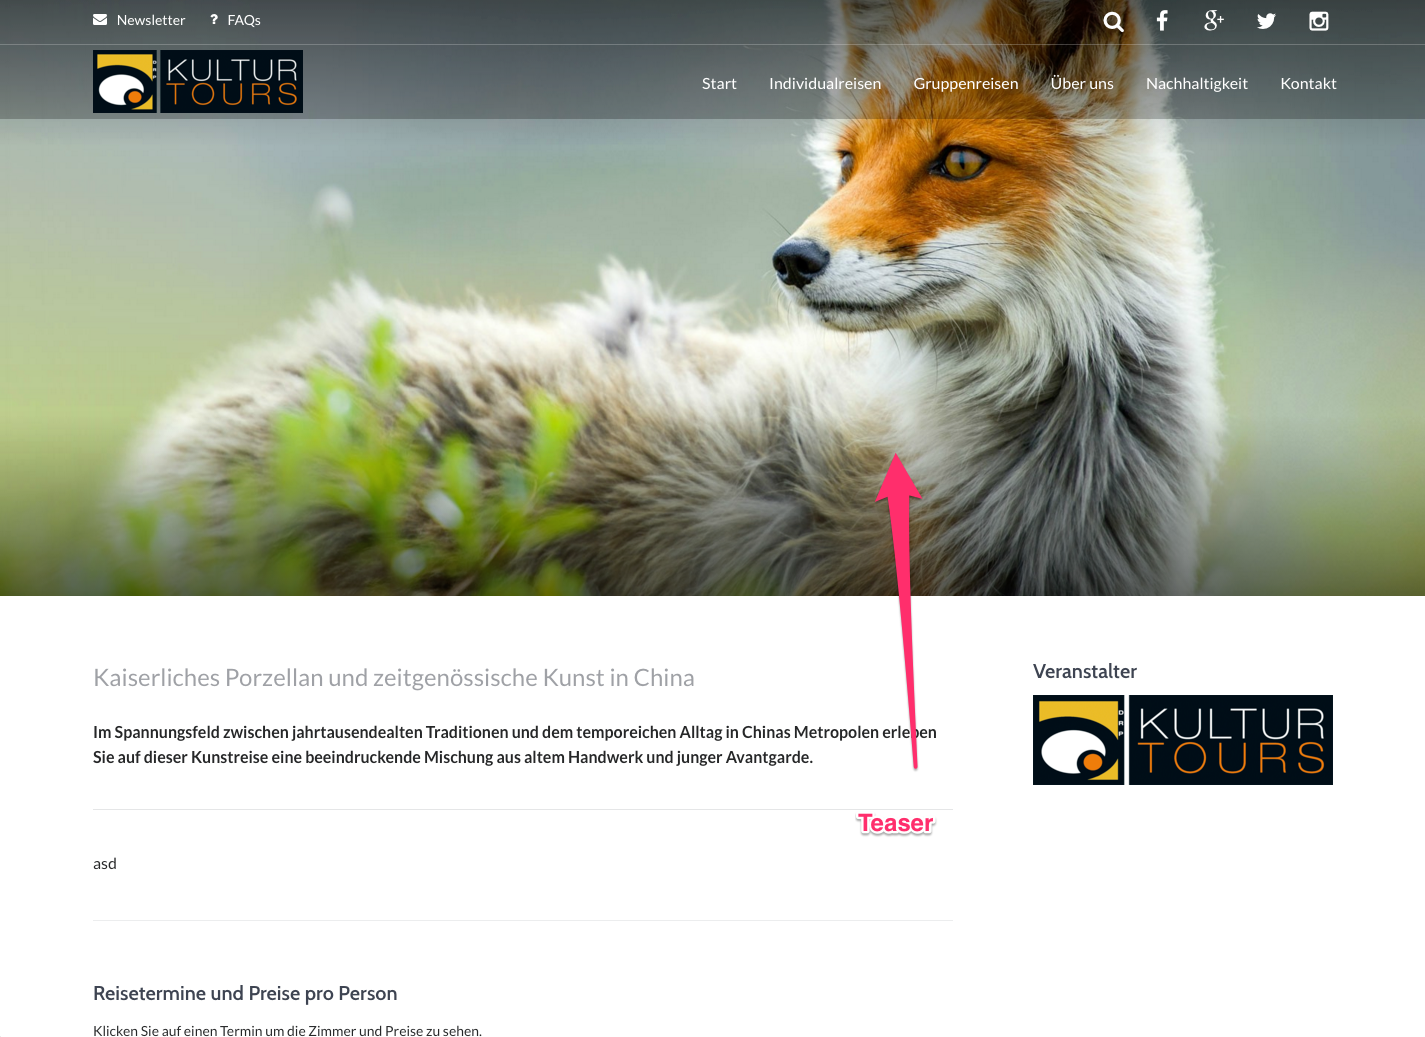 Newsletter
? FAQs
KULTUR
TOURS
Start
Individualreisen
Gruppenreisen
Über uns
Nachhaltigkeit
Kontakt
Kaiserliches Porzellan und zeitgenössische Kunst in China
Im Spannungsfeld zwischen jahrtausendealten Traditionen und dem temporeichen Alltag in Chinas Metropolen erleben
Sie auf dieser Kunstreise eine beeindruckende Mischung aus altem Handwerk und junger Avantgarde.
Teaser
asd
Reisetermine und Preise pro Person
Klicken Sie auf einen Termin um die Zimmer und Preise zu sehen.
Veranstalter
DRP
KULTUR
TOURS